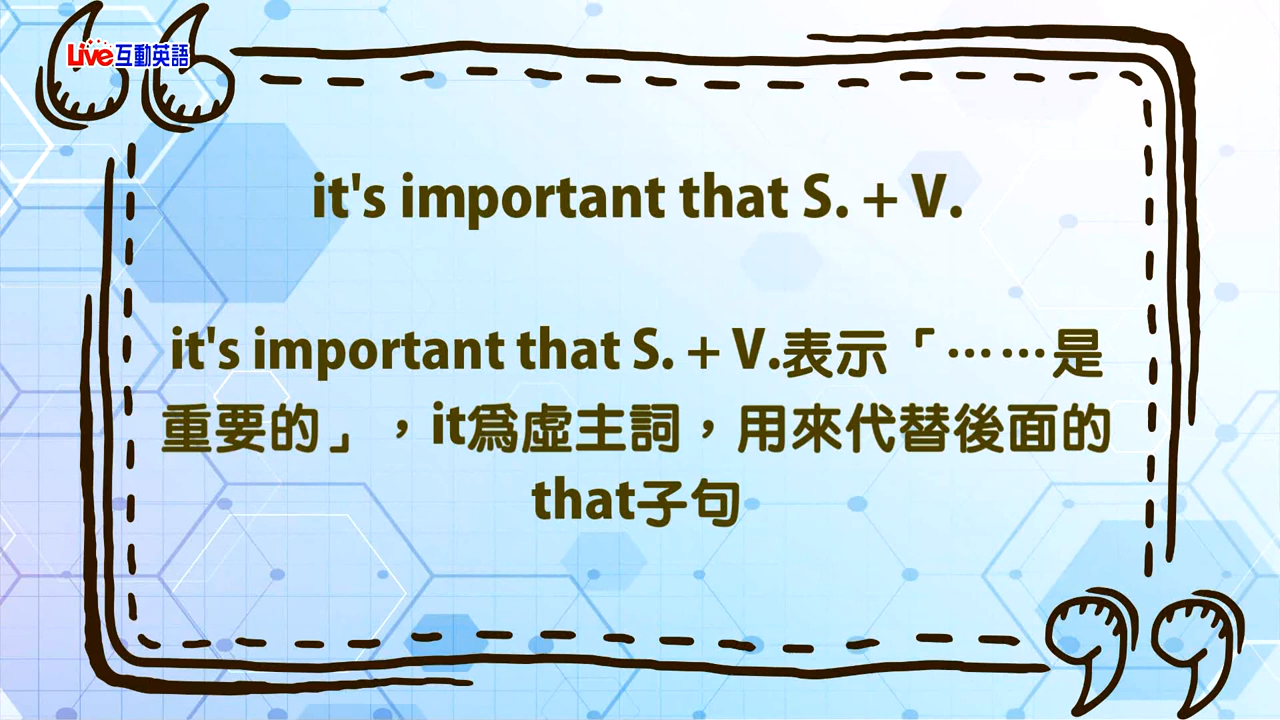 Live互動英語
it's important that S. + V.
it's important that S. + V.表示「……是
重要的」，it為虛主詞，用來代替後面的
that子句